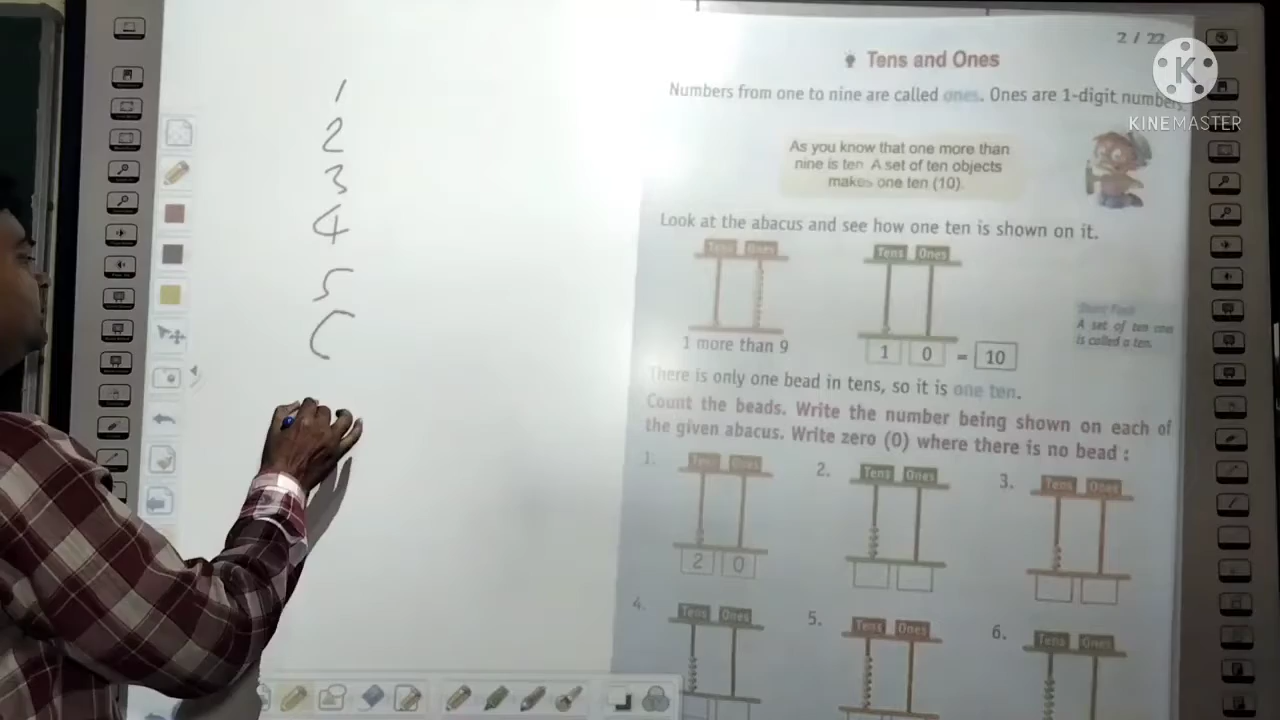 1
2
3
4
5
2 / 22
Tens and Ones
Numbers from one to nine are called ones. Ones are 1-digit numbers.
K
KINEMASTER
As you know that one more than
nine is ten. A set of ten objects
makes one ten (10).
Look at the abacus and see how one ten is shown on it.
Tens Ones
Tens Ones
1 more than 9
1 0 = 10
A set of ten ones
is called a ten.
There is only one bead in tens, so it is one ten.
Count the beads. Write the number being shown on each of
the given abacus. Write zero (0) where there is no bead :
1. Tens Ones
2 0
2. Tens Ones
3. Tens Ones
4. Tens Ones
5. Tens Ones
6. Tens Ones